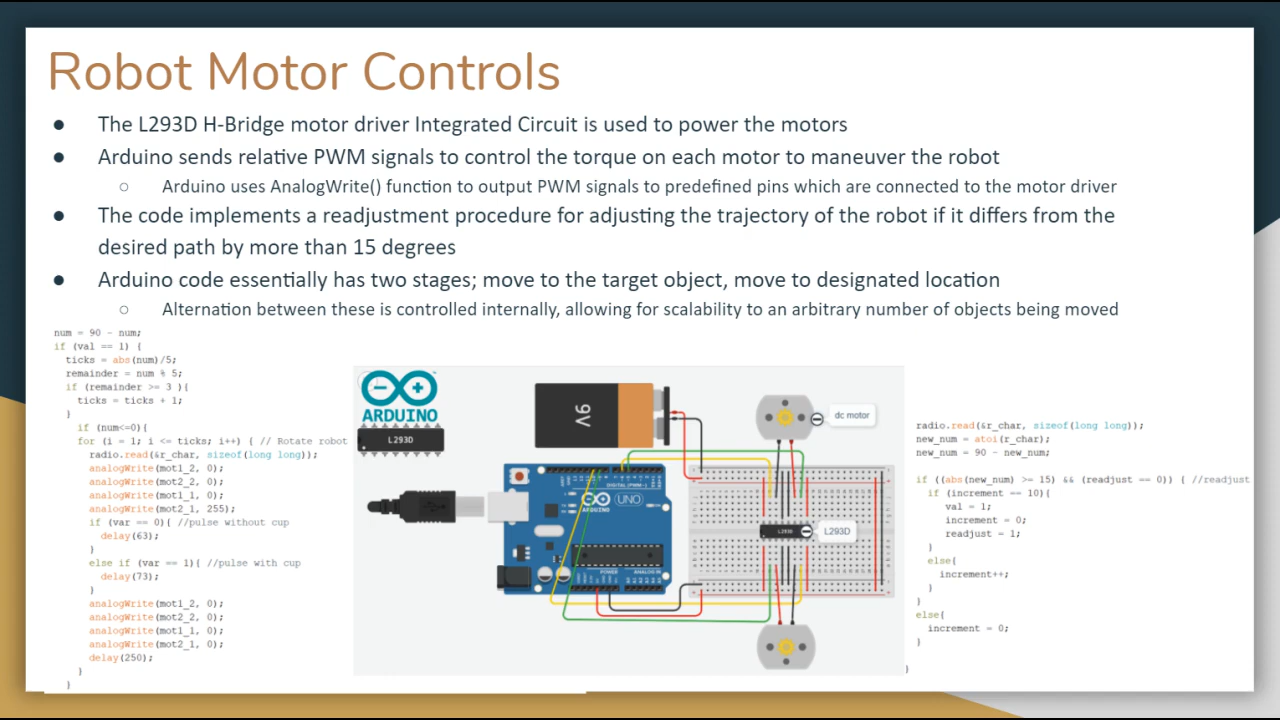 Robot Motor Controls
● The L293D H-Bridge motor driver Integrated Circuit is used to power the motors
● Arduino sends relative PWM signals to control the torque on each motor to maneuver the robot
○ Arduino uses AnalogWrite() function to output PWM signals to predefined pins which are connected to the motor driver
● The code implements a readjustment procedure for adjusting the trajectory of the robot if it differs from the
desired path by more than 15 degrees
● Arduino code essentially has two stages; move to the target object, move to designated location
○ Alternation between these is controlled internally, allowing for scalability to an arbitrary number of objects being moved
num = 90 - num;
if (val == 1) {
ticks = abs(num)/5;
remainder = num % 5;
if (remainder >= 3 ){
ticks = ticks + 1;
}
if (num<=0){
for (i = 1; i <= ticks; i++) { // Rotate robot
radio.read(&r_char, sizeof(long long));
analogWrite(mot1_2, 0);
analogWrite(mot2_2, 0);
analogWrite(mot1_1, 0);
analogWrite(mot2_1, 255);
if (var == 0){ //pulse without cup
delay(63);
}
else if (var == 1){ //pulse with cup
delay(73);
}
analogWrite(mot1_2, 0);
analogWrite(mot2_2, 0);
analogWrite(mot1_1, 0);
analogWrite(mot2_1, 0);
delay(250);
}
}
ARDUINO
L293D
9V
dc motor
DIGITAL (PWM~)
UNO
ARDUINO
POWER
ANALOG IN
L293D
L293D
radio.read(&r_char, sizeof(long long));
new_num = atoi(r_char);
new_num = 90 - new_num;
if ((abs(new_num) >= 15) && (readjust == 0)) { //readjust
if (increment == 10){
val = 1;
increment = 0;
readjust = 1;
}
else{
increment++;
}
}
else{
increment = 0;
}
}